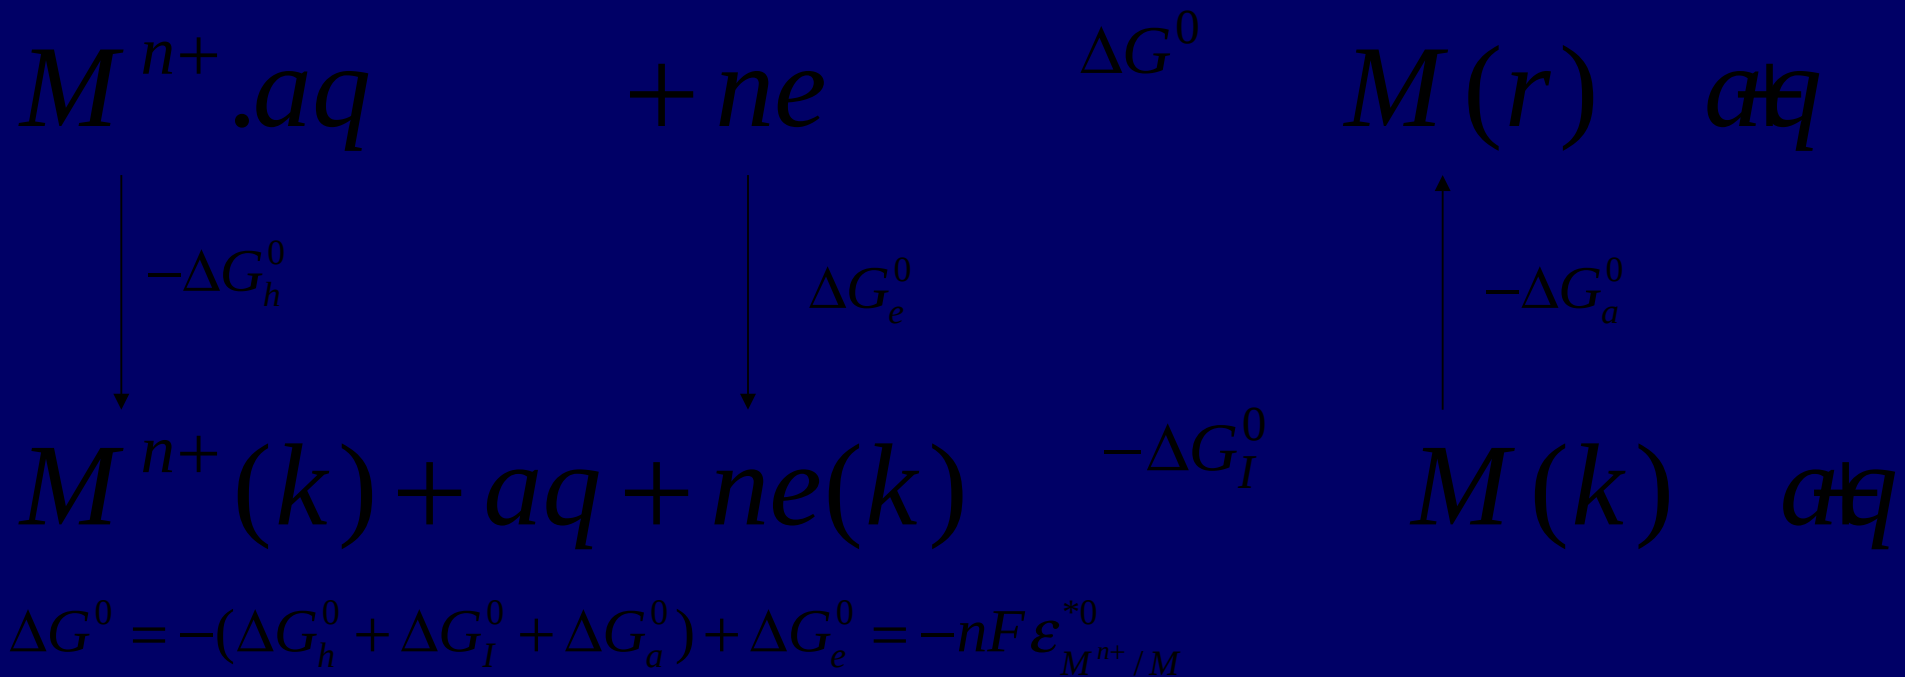 M^{n+}.aq + ne ΔG^0 M(r) + aq
-ΔG_h^0 ΔG_e^0 -ΔG_a^0
M^{n+}(k) + aq + ne(k) -ΔG_I^0 M(k) + aq
ΔG^0 = -(ΔG_h^0 + ΔG_I^0 + ΔG_a^0) + ΔG_e^0 = -nFε^{*0}_{M^{n+}/M}